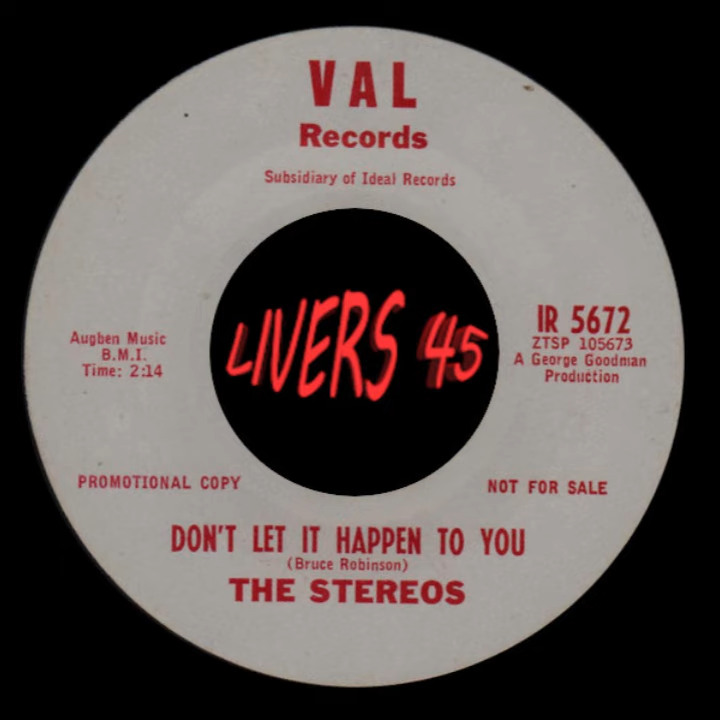 VAL
Records
Subsidiary of Ideal Records
Augben Music
B.M.I.
Time: 2:14
LIVERS 45
IR 5672
ZTSP 105673
A George Goodman
Production
PROMOTIONAL COPY
NOT FOR SALE
DON'T LET IT HAPPEN TO YOU
(Bruce Robinson)
THE STEREOS